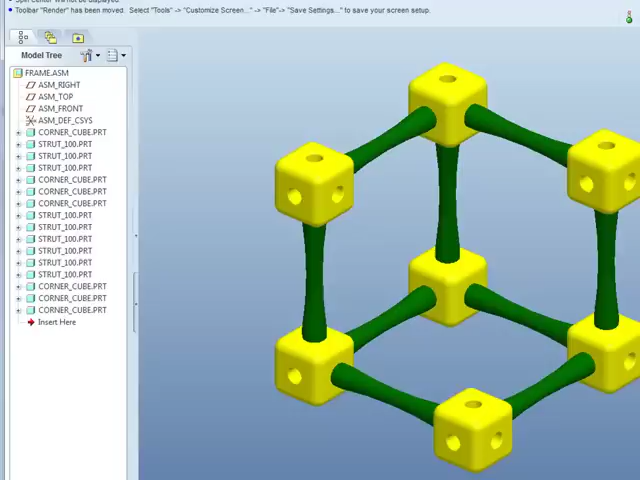 Toolbar "Render" has been moved. Select "Tools" -> "Customize Screen..." -> "File"-> "Save Settings..." to save your screen setup.
Model Tree
FRAME.ASM
ASM_RIGHT
ASM_TOP
ASM_FRONT
ASM_DEF_CSYS
CORNER_CUBE.PRT
STRUT_100.PRT
STRUT_100.PRT
STRUT_100.PRT
CORNER_CUBE.PRT
CORNER_CUBE.PRT
CORNER_CUBE.PRT
STRUT_100.PRT
STRUT_100.PRT
STRUT_100.PRT
STRUT_100.PRT
STRUT_100.PRT
STRUT_100.PRT
CORNER_CUBE.PRT
CORNER_CUBE.PRT
CORNER_CUBE.PRT
Insert Here